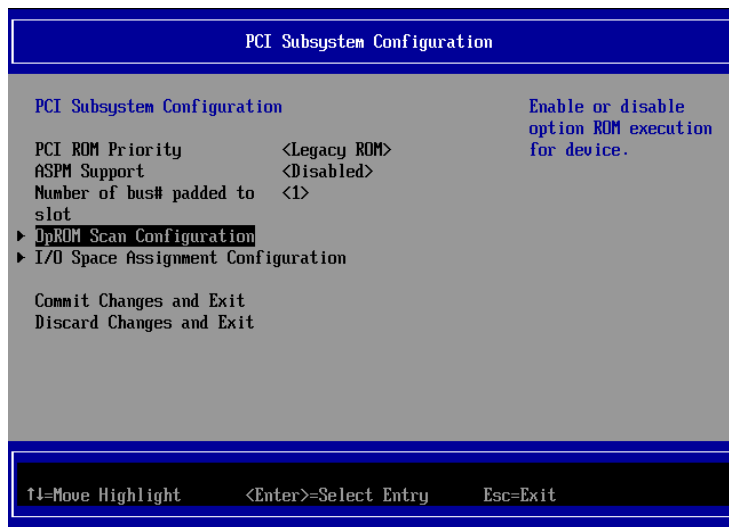 PCI Subsystem Configuration
PCI Subsystem Configuration
PCI ROM Priority <Legacy ROM>
ASPM Support <Disabled>
Number of bus# padded to <1>
slot
► OpROM Scan Configuration
► I/O Space Assignment Configuration
Commit Changes and Exit
Discard Changes and Exit
Enable or disable
option ROM execution
for device.
↑↓=Move Highlight <Enter>=Select Entry Esc=Exit